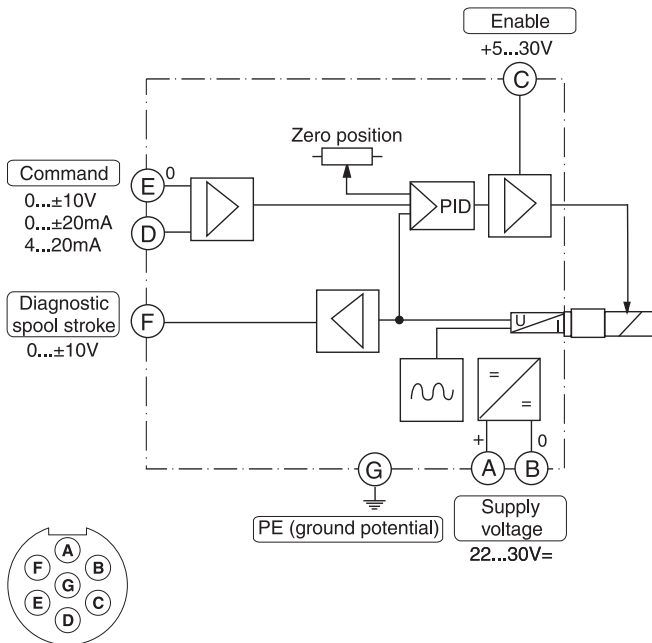 Enable
+5...30V
C
Zero position
Command
0...±10V
0...±20mA
4...20mA
E
0
D
PID
Diagnostic
spool stroke
0...±10V
F
U
I
=
=
+
0
G
A
B
PE (ground potential)
Supply
voltage
22...30V=
A
F
B
G
E
C
D